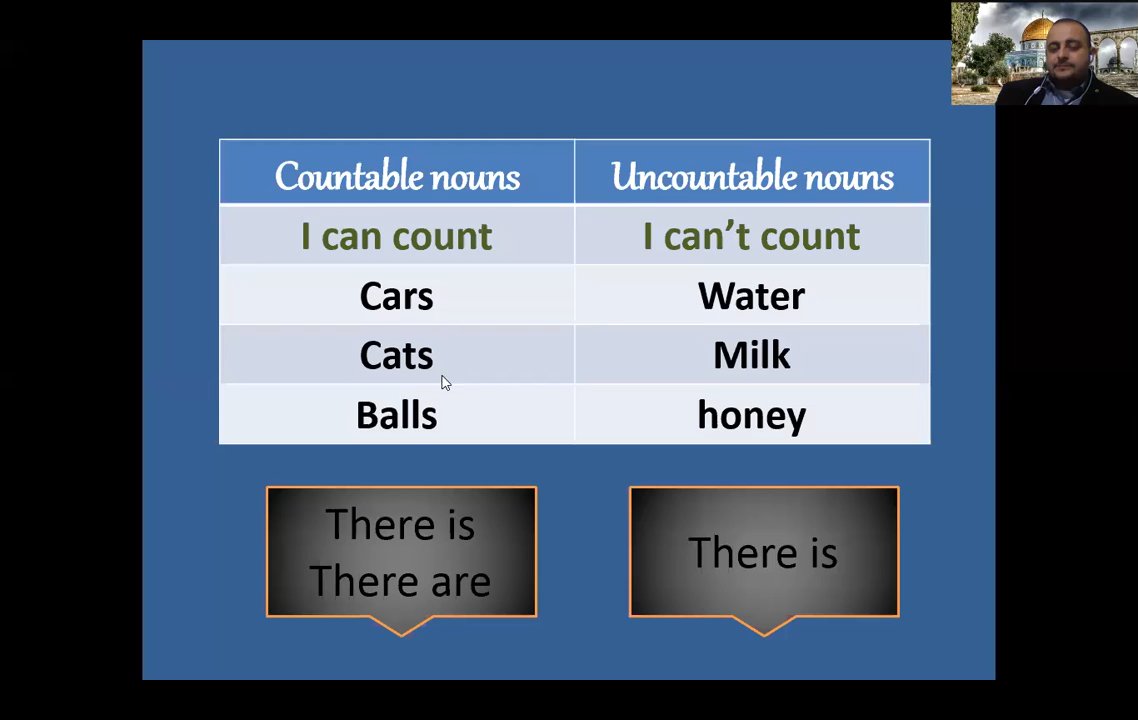 Countable nouns
Uncountable nouns
I can count
I can't count
Cars
Water
Cats
Milk
Balls
honey
There is
There are
There is